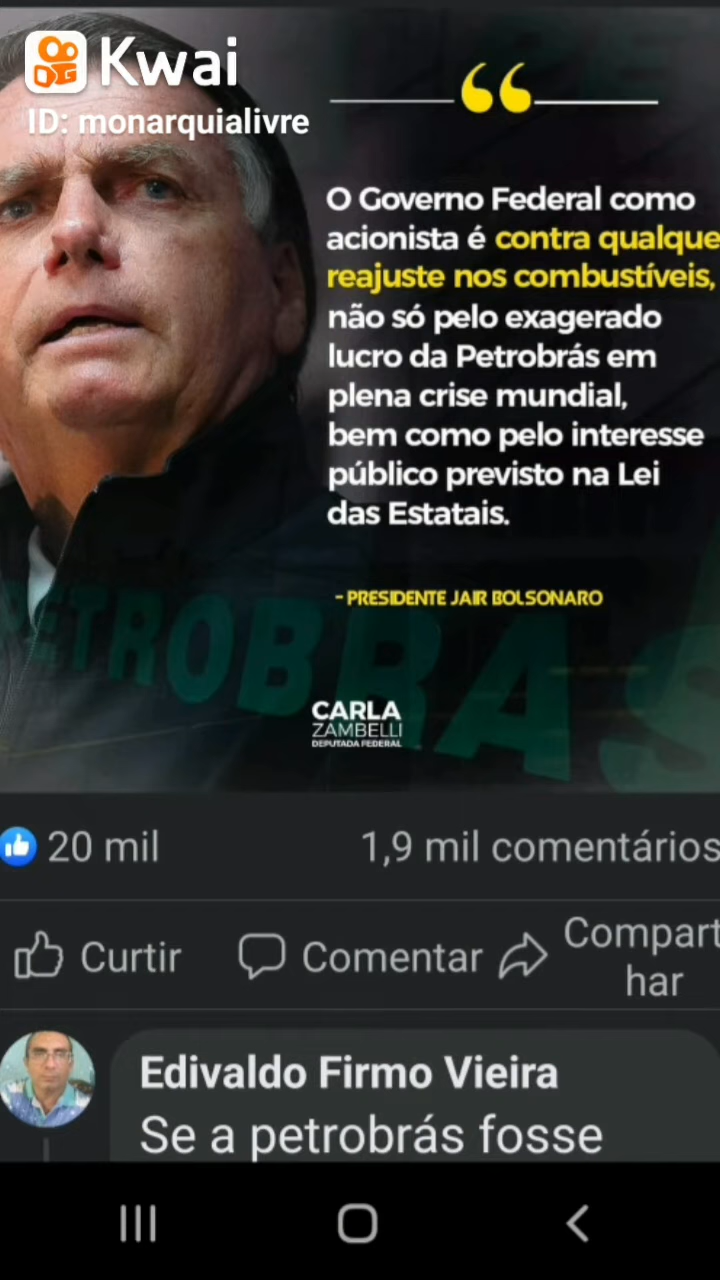 Kwai
ID: monarquialivre
O Governo Federal como
acionista é contra qualque
reajuste nos combustíveis,
não só pelo exagerado
lucro da Petrobrás em
plena crise mundial,
bem como pelo interesse
público previsto na Lei
das Estatais.
- PRESIDENTE JAIR BOLSONARO
PETROBRAS
CARLA
ZAMBELLI
DEPUTADA FEDERAL
20 mil
1,9 mil comentários
Curtir
Comentar
Compart
har
Edivaldo Firmo Vieira
Se a petrobrás fosse